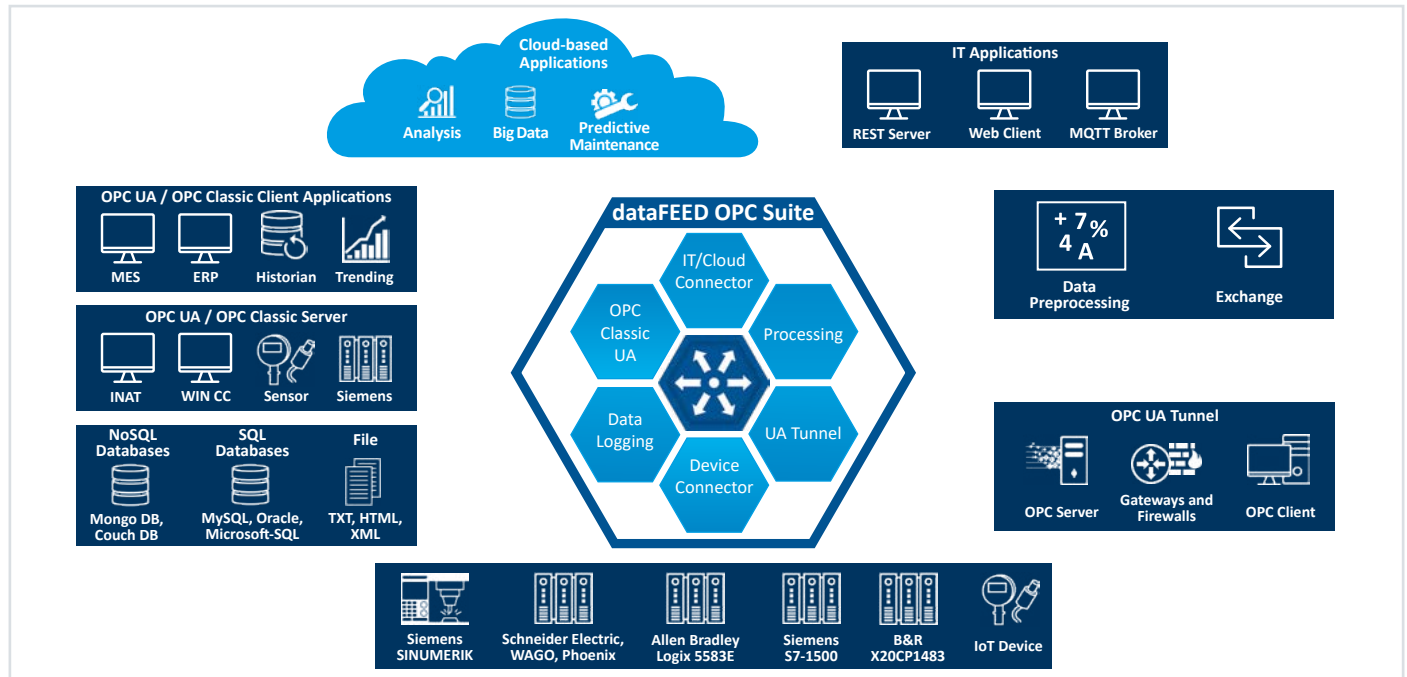 Cloud-based
Applications
Analysis
Big Data
Predictive
Maintenance
IT Applications
REST Server
Web Client
MQTT Broker
OPC UA / OPC Classic Client Applications
MES
ERP
Historian
Trending
OPC UA / OPC Classic Server
INAT
WIN CC
Sensor
Siemens
NoSQL
Databases
SQL
Databases
File
Mongo DB,
Couch DB
MySQL, Oracle,
Microsoft-SQL
TXT, HTML,
XML
dataFEED OPC Suite
IT/Cloud
Connector
OPC
Classic
UA
Processing
Data
Logging
UA Tunnel
Device
Connector
+ 7 %
4 A
Data
Preprocessing
Exchange
OPC UA Tunnel
OPC Server
Gateways and
Firewalls
OPC Client
Siemens
SINUMERIK
Schneider Electric,
WAGO, Phoenix
Allen Bradley
Logix 5583E
Siemens
S7-1500
B&R
X20CP1483
IoT Device